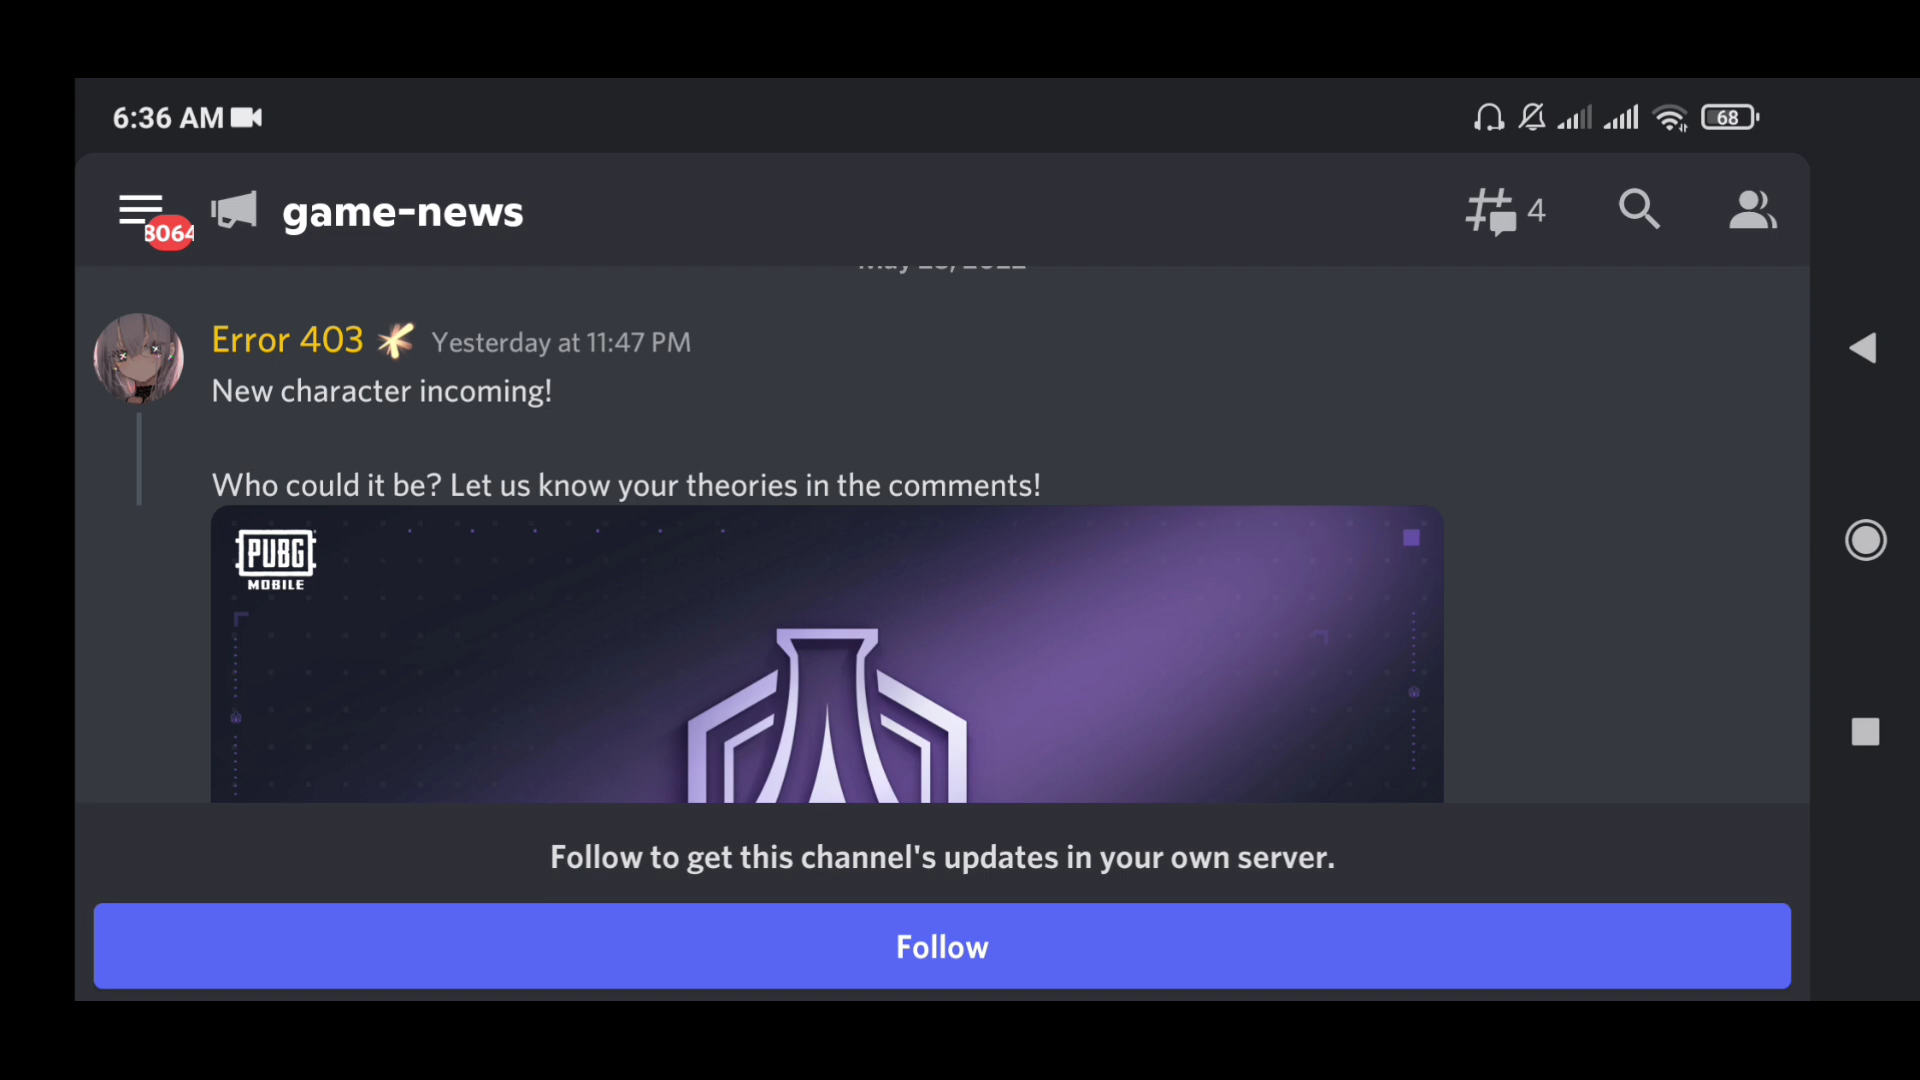 6:36 AM
68
8064
game-news
4
Error 403
Yesterday at 11:47 PM
New character incoming!
Who could it be? Let us know your theories in the comments!
PUBG
MOBILE
Follow to get this channel's updates in your own server.
Follow